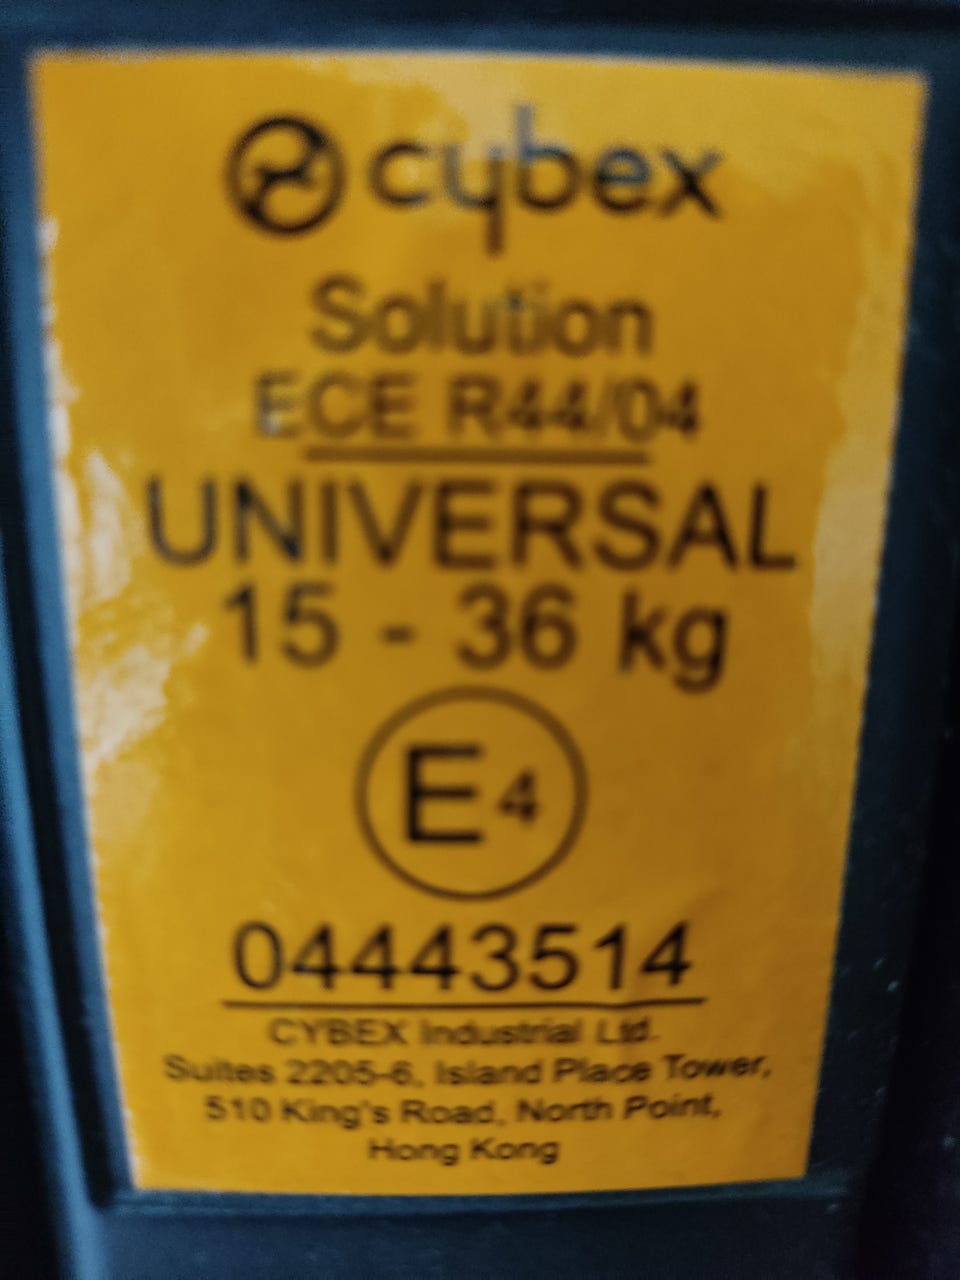 cybex
Solution
ECE R44/04
UNIVERSAL
15 - 36 kg
E4
04443514
CYBEX Industrial Ltd.
Suites 2205-6, Island Place Tower,
510 King's Road, North Point,
Hong Kong